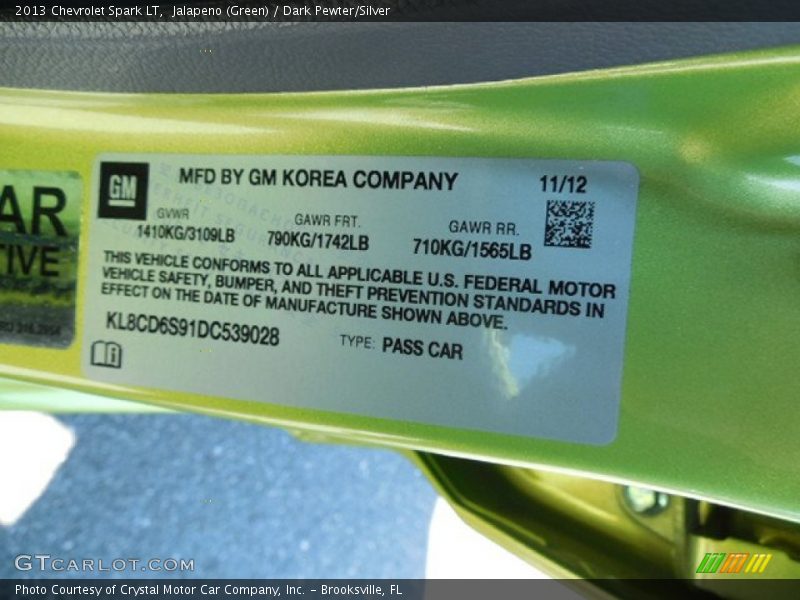 2013 Chevrolet Spark LT,  Jalapeno (Green) / Dark Pewter/Silver
AR
TIVE
GM
MFD BY GM KOREA COMPANY
11/12
GVWR
GAWR FRT.
GAWR RR.
1410KG/3109LB
790KG/1742LB
710KG/1565LB
THIS VEHICLE CONFORMS TO ALL APPLICABLE U.S. FEDERAL MOTOR
VEHICLE SAFETY, BUMPER, AND THEFT PREVENTION STANDARDS IN
EFFECT ON THE DATE OF MANUFACTURE SHOWN ABOVE.
KL8CD6S91DC539028
TYPE: PASS CAR
GTCARLOT.COM
Photo Courtesy of Crystal Motor Car Company, Inc. – Brooksville, FL